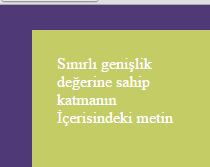 Sınırlı genişlik
değerine sahip
katmanın
İçerisindeki metin